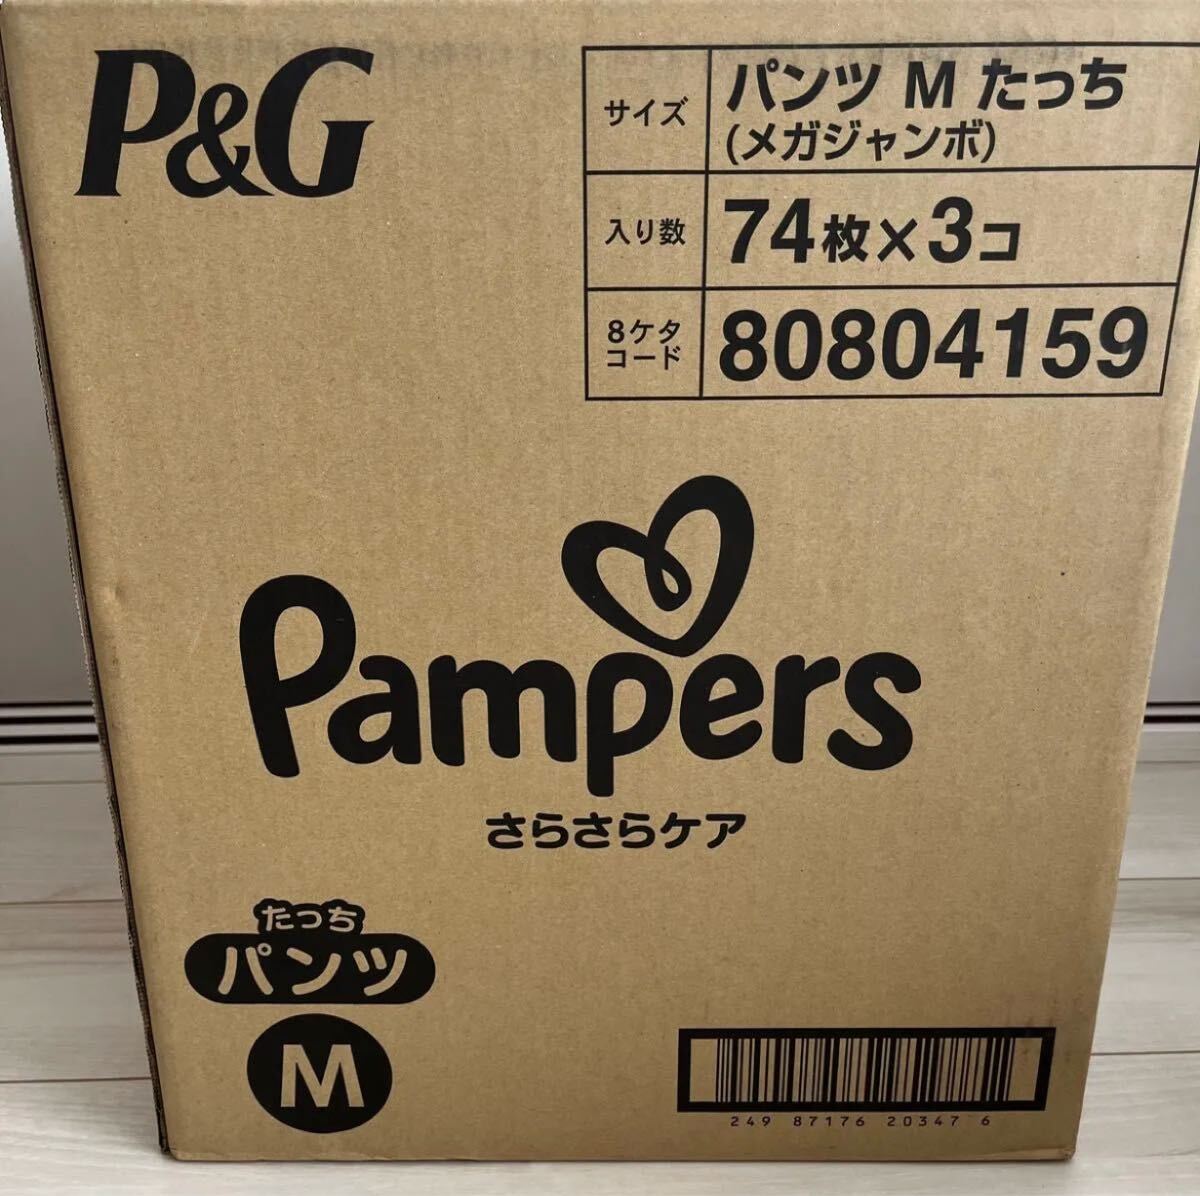 P&G
サイズ
パンツ M たっち
(メガジャンボ)
入り数
74枚×3コ
8ケタ
コード
80804159
Pampers
さらさらケア
たっち
パンツ
M
249 87176 20347 6